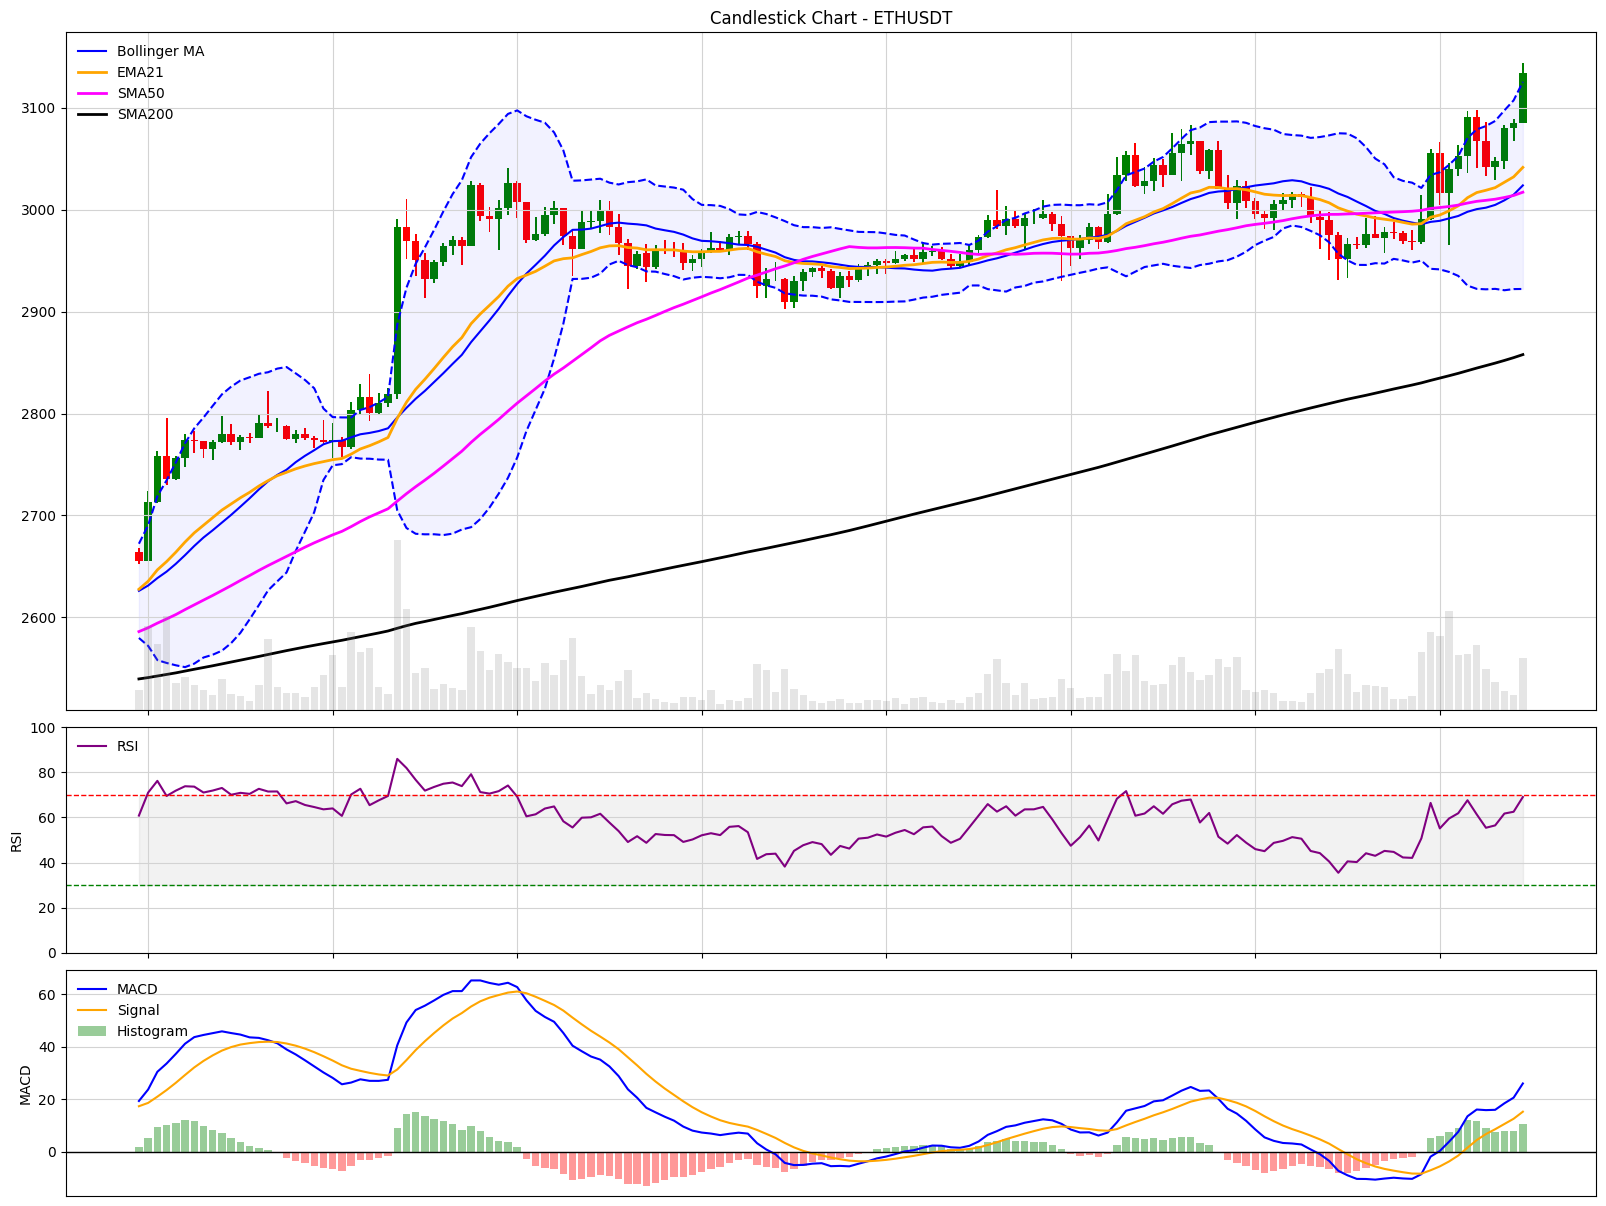 Candlestick Chart - ETHUSDT
Bollinger MA
EMA21
SMA50
SMA200
3100
3000
2900
2800
2700
2600
100
RSI
80
60
RSI
40
20
0
MACD
60
Signal
Histogram
40
MACD
20
0